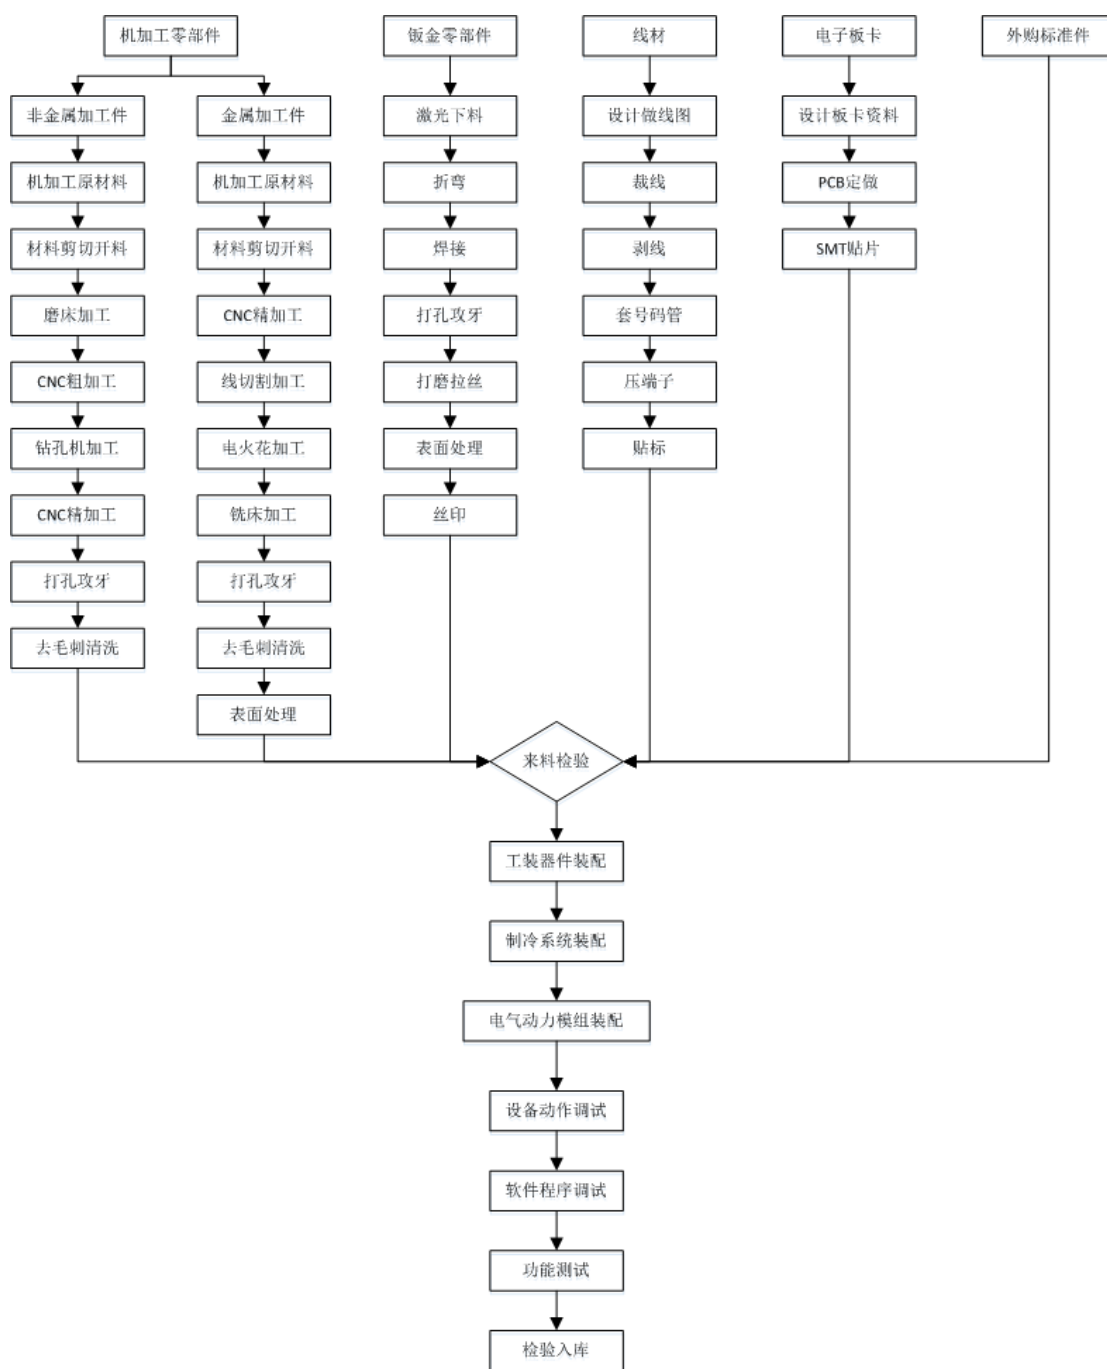 机加工零部件
钣金零部件
线材
电子板卡
外购标准件
非金属加工件
金属加工件
激光下料
设计做线图
设计板卡资料
机加工原材料
机加工原材料
折弯
裁线
PCB定做
材料剪切开料
材料剪切开料
焊接
剥线
SMT贴片
磨床加工
CNC精加工
打孔攻牙
套号码管
CNC粗加工
线切割加工
打磨拉丝
压端子
钻孔机加工
电火花加工
表面处理
贴标
CNC精加工
铣床加工
丝印
打孔攻牙
打孔攻牙
去毛刺清洗
去毛刺清洗
表面处理
来料检验
工装器件装配
制冷系统装配
电气动力模组装配
设备动作调试
软件程序调试
功能测试
检验入库